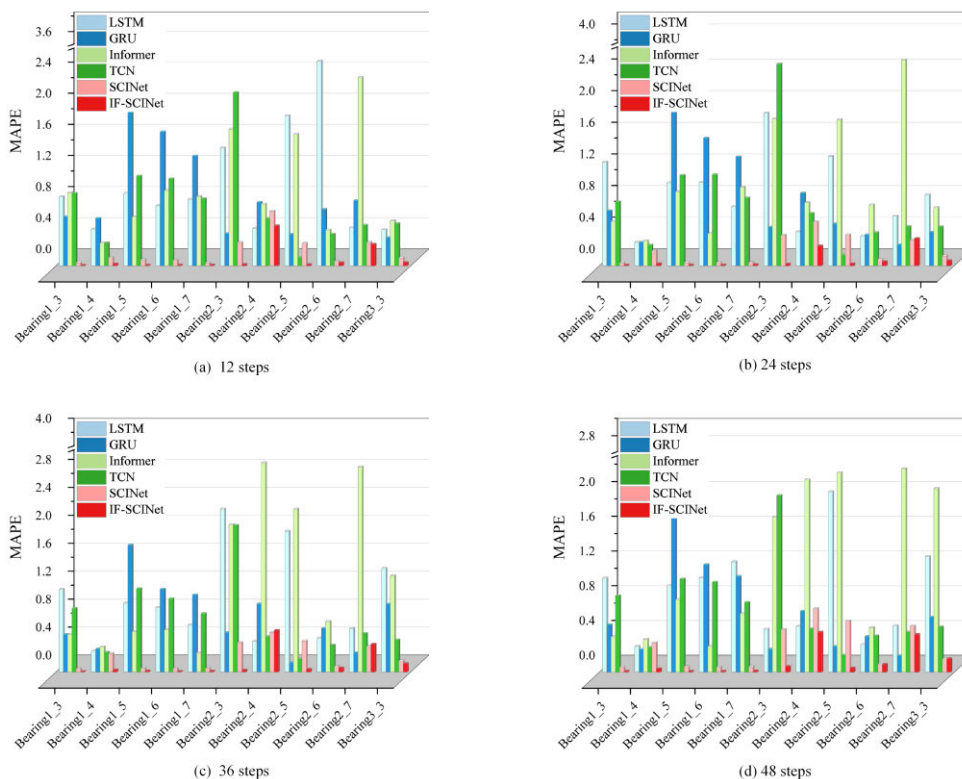 LSTM
GRU
Informer
TCN
SCINet
IF-SCINet
MAPE
3.6
2.4
2.0
1.6
1.2
0.8
0.4
0.0
Bearing1_3
Bearing1_4
Bearing1_5
Bearing1_6
Bearing1_7
Bearing2_3
Bearing2_4
Bearing2_5
Bearing2_6
Bearing2_7
Bearing3_3
(a) 12 steps
LSTM
GRU
Informer
TCN
SCINet
IF-SCINet
MAPE
4.0
2.4
2.0
1.6
1.2
0.8
0.4
0.0
Bearing1_3
Bearing1_4
Bearing1_5
Bearing1_6
Bearing1_7
Bearing2_3
Bearing2_4
Bearing2_5
Bearing2_6
Bearing2_7
Bearing3_3
(b) 24 steps
LSTM
GRU
Informer
TCN
SCINet
IF-SCINet
MAPE
4.0
2.8
2.4
2.0
1.6
1.2
0.8
0.4
0.0
Bearing1_3
Bearing1_4
Bearing1_5
Bearing1_6
Bearing1_7
Bearing2_3
Bearing2_4
Bearing2_5
Bearing2_6
Bearing2_7
Bearing3_3
(c) 36 steps
LSTM
GRU
Informer
TCN
SCINet
IF-SCINet
MAPE
2.8
2.0
1.6
1.2
0.8
0.4
0.0
Bearing1_3
Bearing1_4
Bearing1_5
Bearing1_6
Bearing1_7
Bearing2_3
Bearing2_4
Bearing2_5
Bearing2_6
Bearing2_7
Bearing3_3
(d) 48 steps